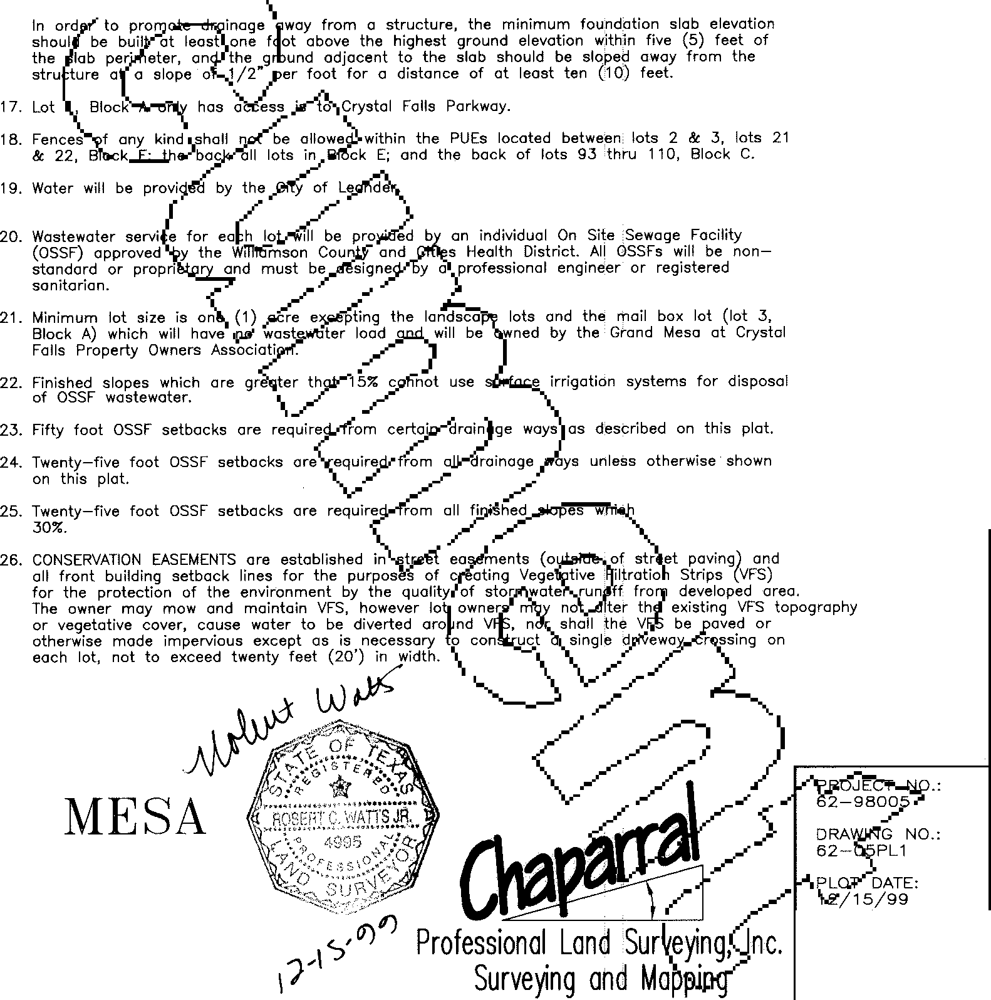 In order to promote drainage away from a structure, the minimum foundation slab elevation
should be built at least one foot above the highest ground elevation within five (5) feet of
the slab perimeter, and the ground adjacent to the slab should be sloped away from the
structure at a slope of 1/2" per foot for a distance of at least ten (10) feet.
17. Lot 1, Block A only has access is to Crystal Falls Parkway.
18. Fences of any kind shall not be allowed within the PUEs located between lots 2 & 3, lots 21
& 22, Block F; the back all lots in Block E; and the back of lots 93 thru 110, Block C.
19. Water will be provided by the City of Leander.
20. Wastewater service for each lot will be provided by an individual On Site Sewage Facility
(OSSF) approved by the Williamson County and Cities Health District. All OSSFs will be non-
standard or proprietary and must be designed by a professional engineer or registered
sanitarian.
21. Minimum lot size is one (1) acre excepting the landscape lots and the mail box lot (lot 3,
Block A) which will have no wastewater load and will be owned by the Grand Mesa at Crystal
Falls Property Owners Association.
22. Finished slopes which are greater that 15% cannot use surface irrigation systems for disposal
of OSSF wastewater.
23. Fifty foot OSSF setbacks are required from certain drainage ways as described on this plat.
24. Twenty-five foot OSSF setbacks are required from all drainage ways unless otherwise shown
on this plat.
25. Twenty-five foot OSSF setbacks are required from all finished slopes which
30%.
26. CONSERVATION EASEMENTS are established in street easements (outside of street paving) and
all front building setback lines for the purposes of creating Vegetative Filtration Strips (VFS)
for the protection of the environment by the quality of stormwater runoff from developed area.
The owner may mow and maintain VFS, however lot owners may not alter the existing VFS topography
or vegetative cover, cause water to be diverted around VFS, nor shall the VFS be paved or
otherwise made impervious except as is necessary to construct a single driveway crossing on
each lot, not to exceed twenty feet (20') in width.
Robert Watts
STATE OF TEXAS
REGISTERED
ROBERT C. WATTS JR.
4995
PROFESSIONAL
LAND SURVEYOR
12-15-99
MESA
Chaparral
Professional Land Surveying, Inc.
Surveying and Mapping
PROJECT NO.:
62-98005
DRAWING NO.:
62-05PL1
PLOT DATE:
12/15/99